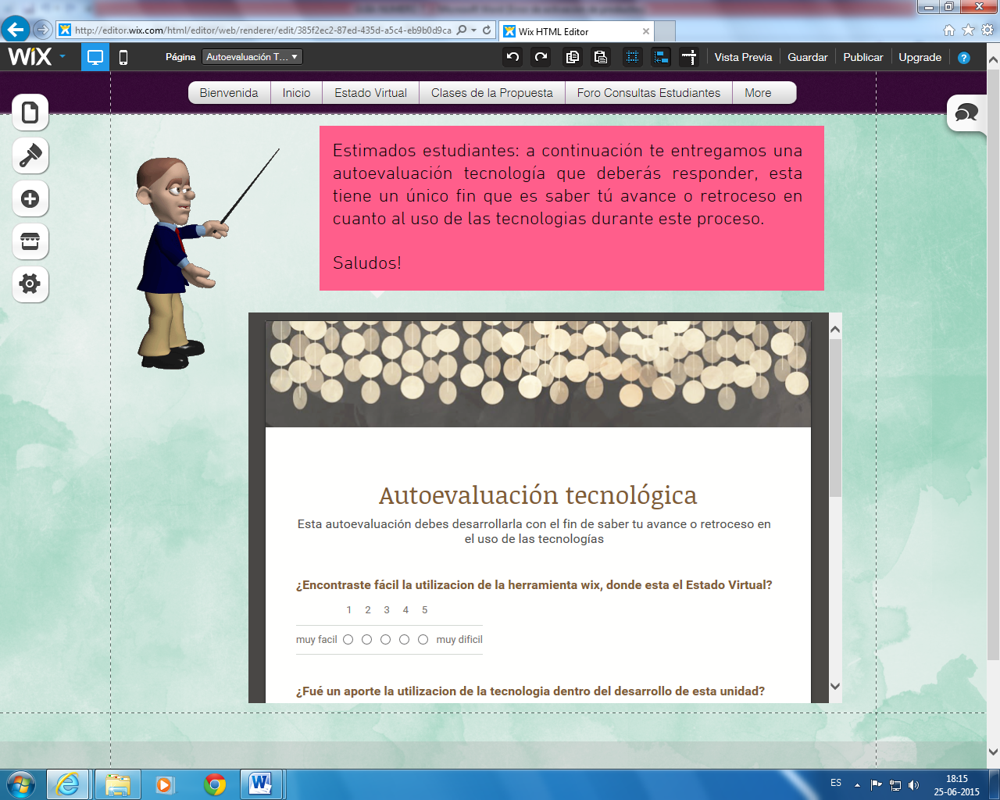 http://editor.wix.com/html/editor/web/renderer/edit/385f2ec2-87ed-435d-a5c4-eb9b0d9ca
Wix HTML Editor
WiX
Página
Autoevaluación T...
Vista Previa
Guardar
Publicar
Upgrade
?
Bienvenida
Inicio
Estado Virtual
Clases de la Propuesta
Foro Consultas Estudiantes
More
Estimados estudiantes: a continuación te entregamos una
autoevaluación tecnología que deberás responder, esta
tiene un único fin que es saber tú avance o retroceso en
cuanto al uso de las tecnologias durante este proceso.
Saludos!
Autoevaluación tecnológica
Esta autoevaluación debes desarrollarla con el fin de saber tu avance o retroceso en
el uso de las tecnologías
¿Encontraste fácil la utilizacion de la herramienta wix, donde esta el Estado Virtual?
1 2 3 4 5
muy facil muy dificil
¿Fué un aporte la utilizacion de la tecnologia dentro del desarrollo de esta unidad?
ES
18:15
25-06-2015